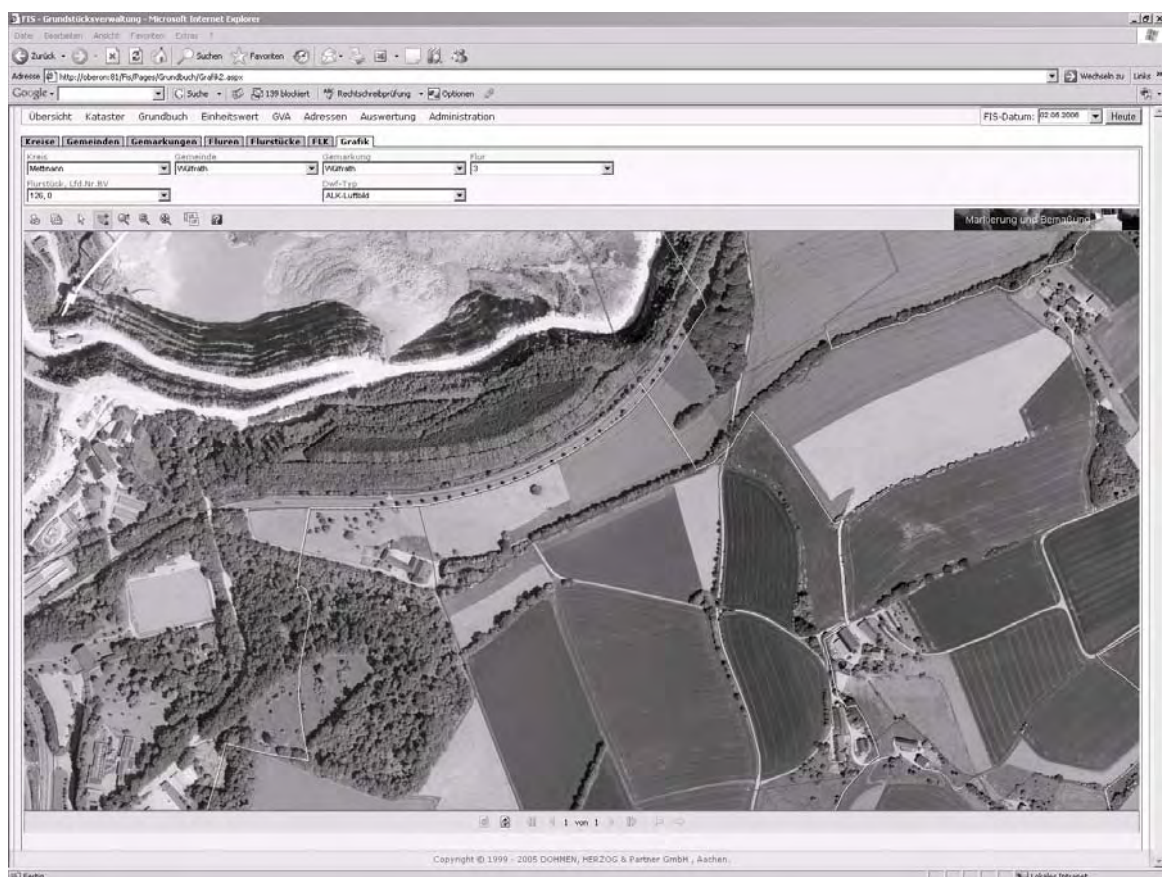 FIS - Grundstücksverwaltung - Microsoft Internet Explorer
Datei Bearbeiten Ansicht Favoriten Extras ?
Zurück Suchen Favoriten
Adresse http://oberon:81/Fis/Pages/Grundbuch/Grafik2.aspx Wechseln zu Links »
Google Suche 139 blockiert Rechtschreibprüfung Optionen
Übersicht Kataster Grundbuch Einheitswert GVA Adressen Auswertung Administration FIS-Datum: 02.06.2006 Heute
Kreise Gemeinden Gemarkungen Fluren Flurstücke FLK Grafik
Kreis Gemeinde Gemarkung Flur
Mettmann Wülfrath Wülfrath 3
Flurstück, Lfd.Nr.BV Dwf-Typ
126, 0 ALK-Luftbild
Markierung und Bemaßung
1 von 1
Copyright © 1999 - 2005 DOHMEN, HERZOG & Partner GmbH , Aachen.
Fertig Lokales Intranet